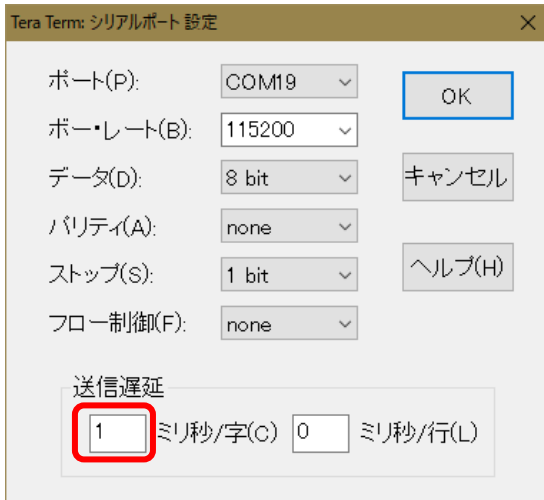 Tera Term: シリアルポート 設定
ポート(P): COM19
OK
ボー・レート(B): 115200
データ(D): 8 bit
キャンセル
パリティ(A): none
ストップ(S): 1 bit
ヘルプ(H)
フロー制御(F): none
送信遅延
1 ミリ秒/字(C) 0 ミリ秒/行(L)